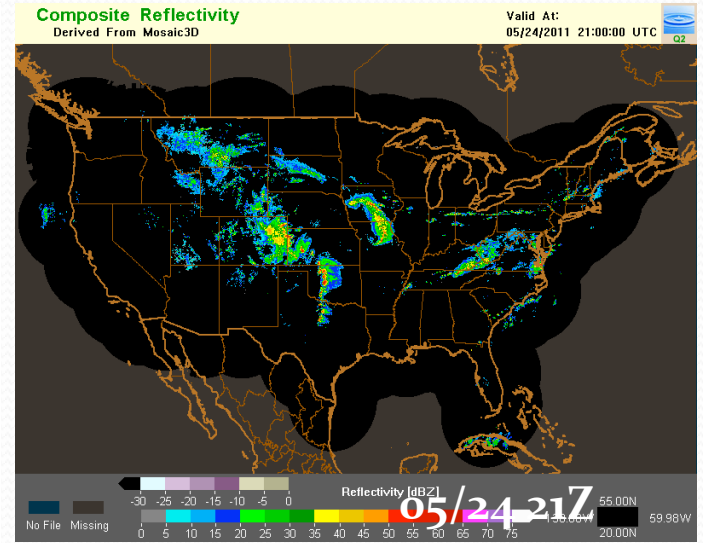 Composite Reflectivity
Derived From Mosaic3D
Valid At:
05/24/2011 21:00:00 UTC
Q2
Reflectivity [dBZ]
-30 -25 -20 -15 -10 -5 0
No File Missing
0 5 10 15 20 25 30 35 40 45 50 55 60 65 70 75
05/24 21Z
55.00N
59.98W
20.00N